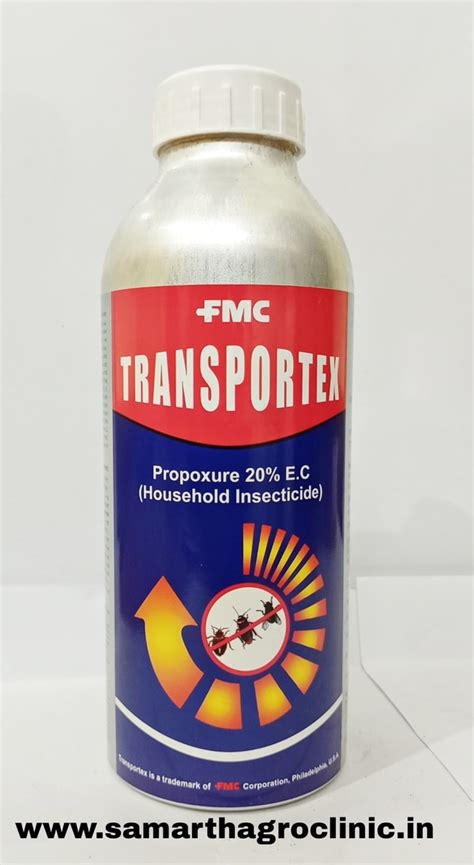 FMC
TRANSPORTEX
Propoxure 20% E.C
(Household Insecticide)
Transportex is a trademark of FMC Corporation, Philadelphia, U.S.A
www.samarthagroclinic.in